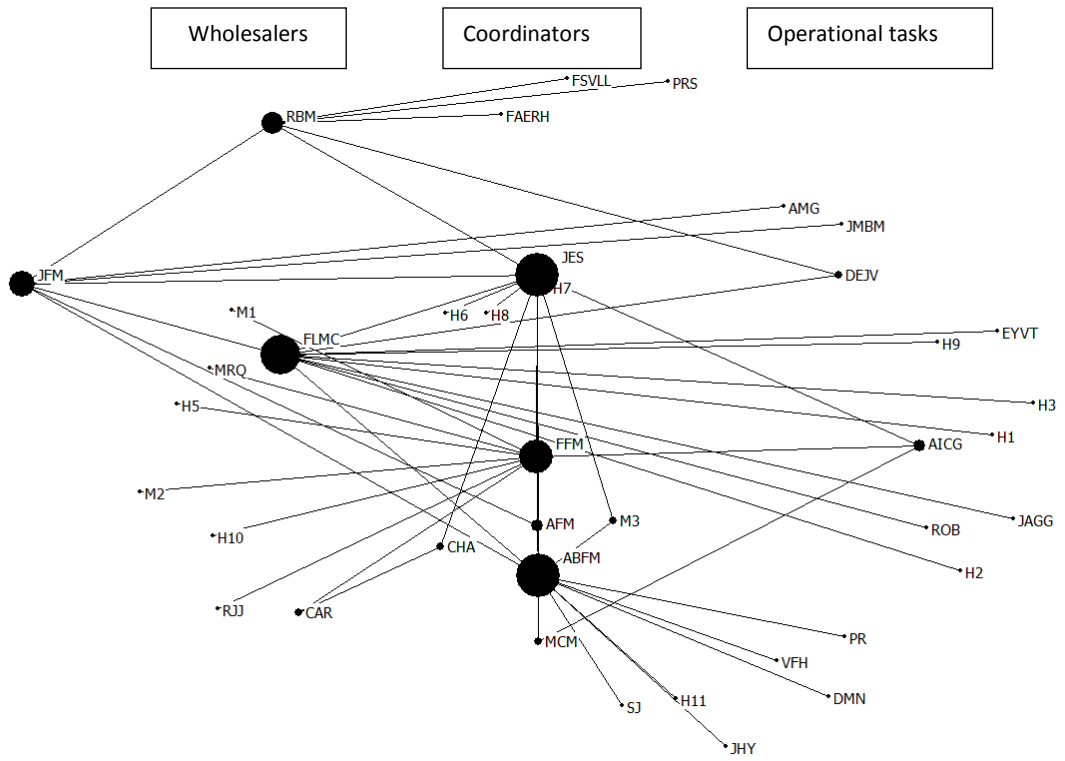 Wholesalers
Coordinators
Operational tasks
FSVLL
PRS
RBM
FAERH
AMG
JMBM
JES
JFM
DEJV
H7
M1
H6
H8
EYVT
FLMC
H9
MRQ
H5
H3
H1
FFM
AICG
M2
JAGG
M3
AFM
ROB
H10
CHA
ABFM
H2
RJJ
CAR
PR
MCM
VFH
DMN
H11
SJ
JHY